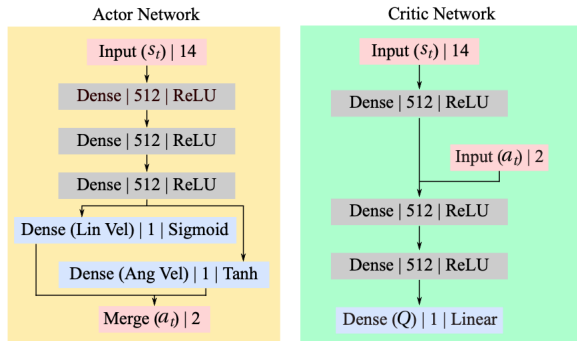 Actor Network
Input (s_t) | 14
Dense | 512 | ReLU
Dense | 512 | ReLU
Dense | 512 | ReLU
Dense (Lin Vel) | 1 | Sigmoid
Dense (Ang Vel) | 1 | Tanh
Merge (a_t) | 2
Critic Network
Input (s_t) | 14
Dense | 512 | ReLU
Input (a_t) | 2
Dense | 512 | ReLU
Dense | 512 | ReLU
Dense (Q) | 1 | Linear